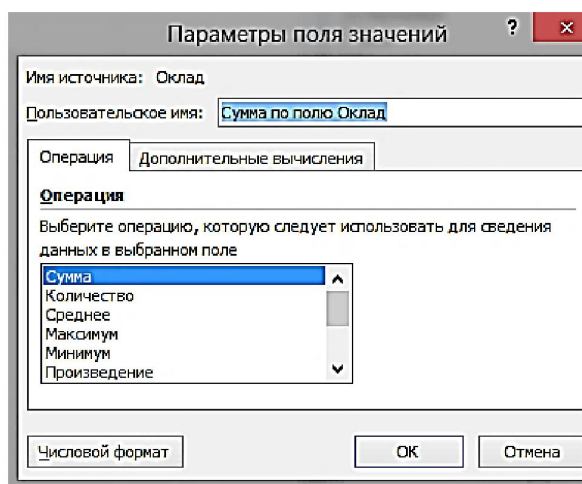 Параметры поля значений ? ×
Имя источника: Оклад
Пользовательское имя: Сумма по полю Оклад
Операция Дополнительные вычисления
Операция
Выберите операцию, которую следует использовать для сведения
данных в выбранном поле
Сумма
Количество
Среднее
Максимум
Минимум
Произведение
Числовой формат ОК Отмена